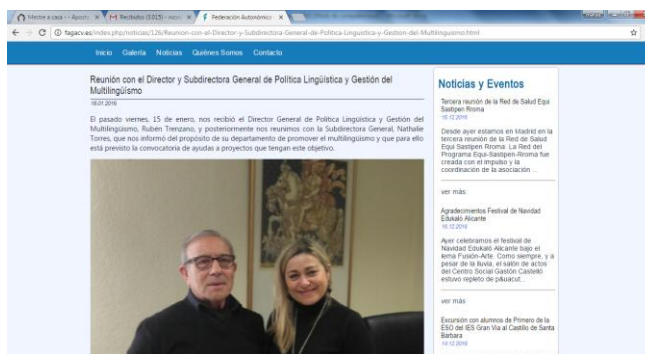 Mestre a casa - - Aposta
Recibidos (3.015) - 
Federación Autonómica
fagacv.es/index.php/noticias/126/Reunion-con-el-Director-y-Subdirectora-General-de-Politica-Linguistica-y-Gestion-del-Multilinguismo.html
Inicio Galería Noticias Quiénes Somos Contacto
Reunión con el Director y Subdirectora General de Política Lingüística y Gestión del
Multilingüísmo
18.01.2016
El pasado viernes, 15 de enero, nos recibió el Director General de Política Lingüística y Gestión del
Multilingüismo, Rubén Trenzano, y posteriormente nos reunimos con la Subdirectora General, Nathalie
Torres, que nos informó del propósito de su departamento de promover el multilingüismo y que para ello
está previsto la convocatoria de ayudas a proyectos que tengan este objetivo.
Noticias y Eventos
Tercera reunión de la Red de Salud Equi
Sastipen Rroma
16.12.2016
Desde ayer estamos en Madrid en la
tercera reunión de la Red de Salud
Equi Sastipen Rroma. La Red del
Programa Equi-Sastipen-Rroma fue
creada con el impulso y la
coordinación de la asociación ...
ver más
Agradecimientos Festival de Navidad
Edukaló Alicante
16.12.2016
Ayer celebramos el festival de
Navidad Edukaló Alicante bajo el
lema Fusión-Arte. Como siempre, y a
pesar de la lluvia, el salón de actos
del Centro Social Gastón Castelló
estuvo repleto de p&uacut...
ver más
Excursión con alumnos de Primero de la
ESO del IES Gran Via al Castillo de Santa
Barbara
14.12.2016